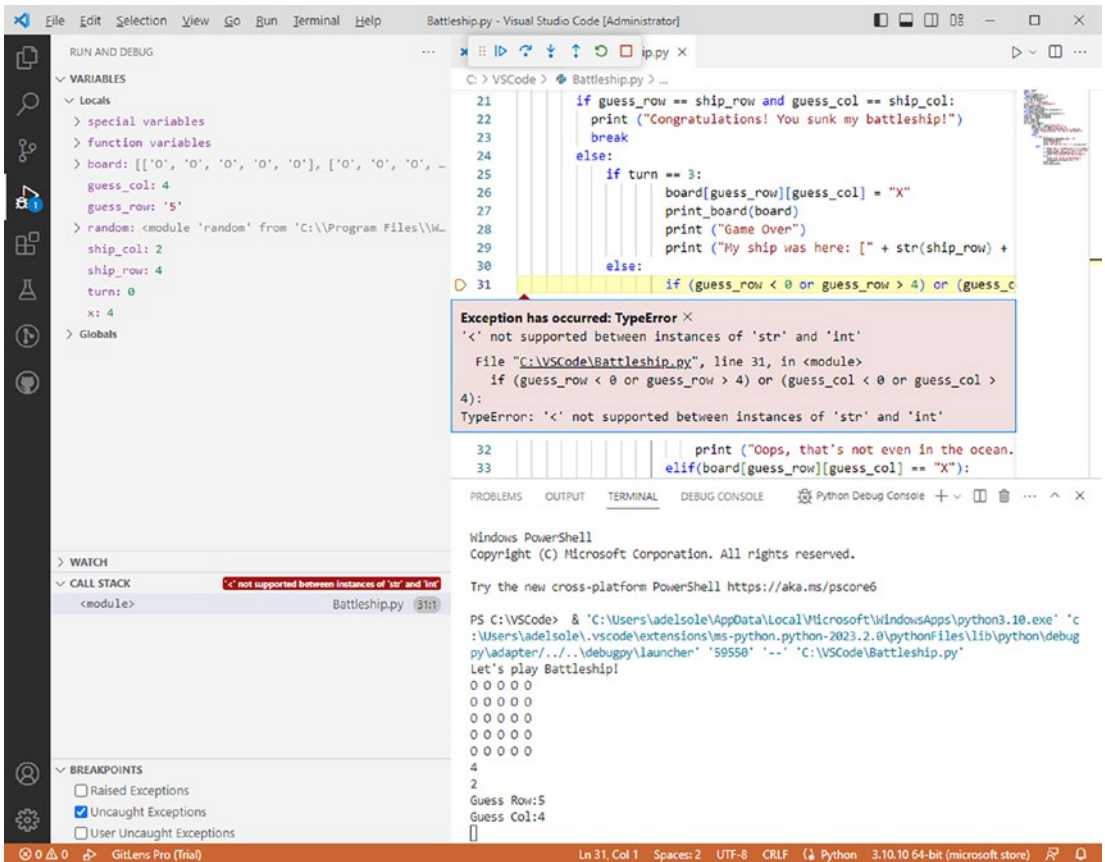 File Edit Selection View Go Run Terminal Help Battleship.py - Visual Studio Code [Administrator]
RUN AND DEBUG ...
VARIABLES
Locals
special variables
function variables
board: [['O', 'O', 'O', 'O', 'O'], ['O', 'O', 'O', ...
guess_col: 4
guess_row: '5'
random: <module 'random' from 'C:\\Program Files\\W...
ship_col: 2
ship_row: 4
turn: 0
x: 4
Globals
WATCH
CALL STACK '<' not supported between instances of 'str' and 'int'
<module> Battleship.py 31:1
BREAKPOINTS
Raised Exceptions
Uncaught Exceptions
User Uncaught Exceptions
1
ip.py
C: > VSCode > Battleship.py > ...
21 if guess_row == ship_row and guess_col == ship_col:
22 print ("Congratulations! You sunk my battleship!")
23 break
24 else:
25 if turn == 3:
26 board[guess_row][guess_col] = "X"
27 print_board(board)
28 print ("Game Over")
29 print ("My ship was here: [" + str(ship_row) +
30 else:
31 if (guess_row < 0 or guess_row > 4) or (guess_c
Exception has occurred: TypeError ×
'<' not supported between instances of 'str' and 'int'
File "C:\VSCode\Battleship.py", line 31, in <module>
if (guess_row < 0 or guess_row > 4) or (guess_col < 0 or guess_col >
4):
TypeError: '<' not supported between instances of 'str' and 'int'
32 print ("Oops, that's not even in the ocean.
33 elif(board[guess_row][guess_col] == "X"):
PROBLEMS OUTPUT TERMINAL DEBUG CONSOLE Python Debug Console
Windows PowerShell
Copyright (C) Microsoft Corporation. All rights reserved.
Try the new cross-platform PowerShell https://aka.ms/pscore6
PS C:\VSCode> & 'C:\Users\adelsole\AppData\Local\Microsoft\WindowsApps\python3.10.exe' 'c
:\Users\adelsole\.vscode\extensions\ms-python.python-2023.2.0\pythonFiles\lib\python\debug
py\adapter/../..\debugpy\launcher' '59550' '--' 'C:\VSCode\Battleship.py'
Let's play Battleship!
O O O O O
O O O O O
O O O O O
O O O O O
O O O O O
4
2
Guess Row:5
Guess Col:4
0 0 GitLens Pro (Trial) Ln 31, Col 1 Spaces: 2 UTF-8 CRLF Python 3.10.10 64-bit (microsoft store)